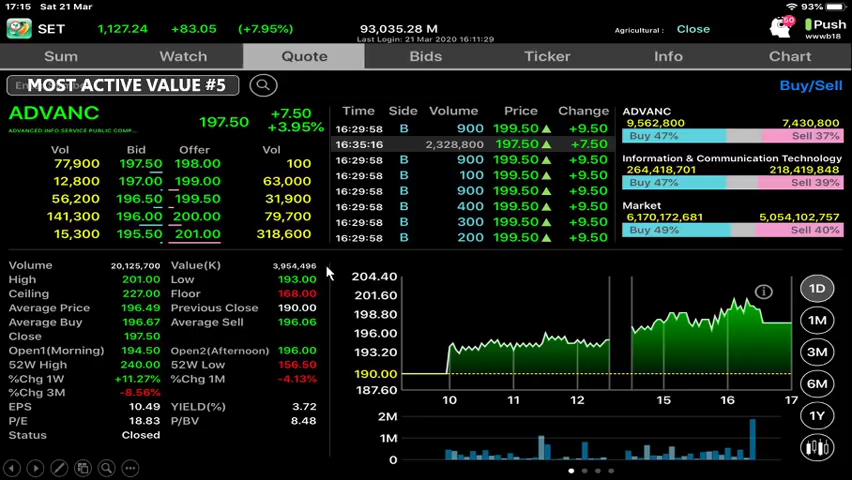 17:15 Sat 21 Mar 93%
SET 1,127.24 +83.05 (+7.95%) 93,035.28 M Agricultural : Close 50 Push
Last Login: 21 Mar 2020 16:11:29 wwwb18
Sum Watch Quote Bids Ticker Info Chart
MOST ACTIVE VALUE #5 Buy/Sell
ADVANC 197.50 +7.50 +3.95%
ADVANCED INFO SERVICE PUBLIC COMP...
Vol Bid Offer Vol
77,900 197.50 198.00 100
12,800 197.00 199.00 63,000
56,200 196.50 199.50 31,900
141,300 196.00 200.00 79,700
15,300 195.50 201.00 318,600
Time Side Volume Price Change
16:29:58 B 900 199.50 +9.50
16:35:16 2,328,800 197.50 +7.50
16:29:58 B 900 199.50 +9.50
16:29:58 B 100 199.50 +9.50
16:29:58 B 900 199.50 +9.50
16:29:58 B 400 199.50 +9.50
16:29:58 B 300 199.50 +9.50
16:29:58 B 200 199.50 +9.50
ADVANC
9,562,800 7,430,800
Buy 47% Sell 37%
Information & Communication Technology
264,418,701 218,419,848
Buy 47% Sell 39%
Market
6,170,172,681 5,054,102,757
Buy 49% Sell 40%
Volume 20,125,700 Value(K) 3,954,496
High 201.00 Low 193.00
Ceiling 227.00 Floor 168.00
Average Price 196.49 Previous Close 190.00
Average Buy 196.67 Average Sell 196.06
Close 197.50
Open1(Morning) 194.50 Open2(Afternoon) 196.00
52W High 240.00 52W Low 156.50
%Chg 1W +11.27% %Chg 1M -4.13%
%Chg 3M -8.56%
EPS 10.49 YIELD(%) 3.72
P/E 18.83 P/BV 8.48
Status Closed
204.40
201.60
198.80
196.00
193.20
190.00
187.60
10 11 12 15 16 17
2M
1M
0
1D
1M
3M
6M
1Y